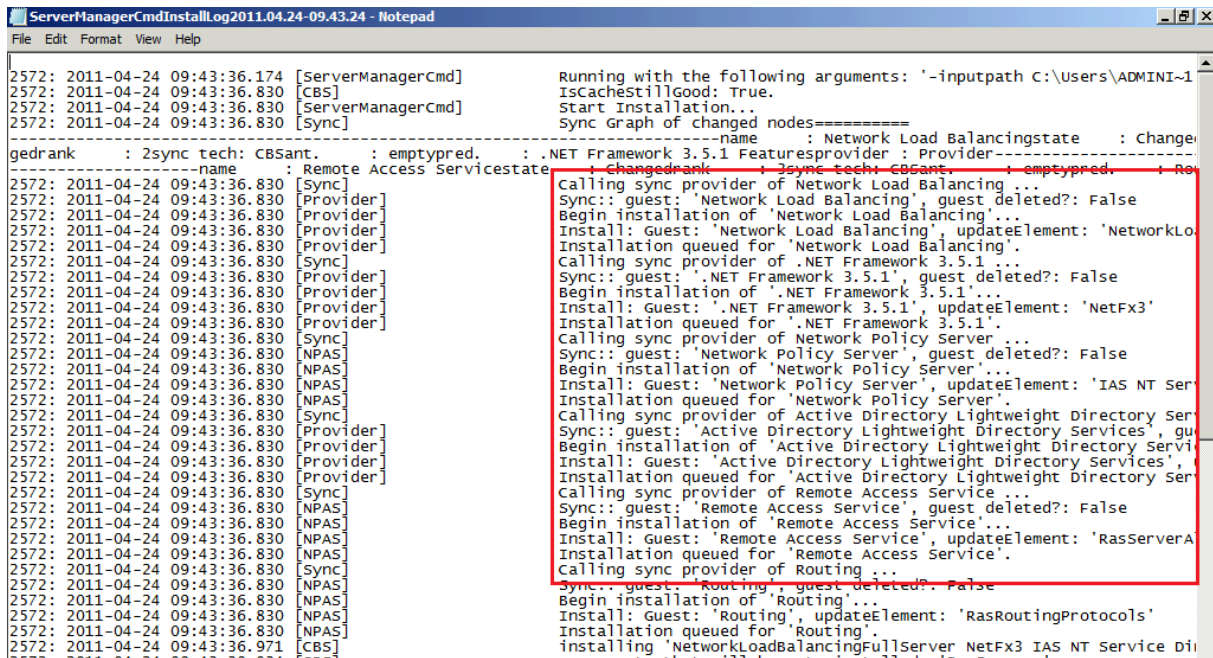 ServerManagerCmdInstallLog2011.04.24-09.43.24 - Notepad
File Edit Format View Help
2572: 2011-04-24 09:43:36.174 [ServerManagerCmd] Running with the following arguments: '-inputpath C:\Users\ADMINI~1
2572: 2011-04-24 09:43:36.830 [CBS] IsCacheStillGood: True.
2572: 2011-04-24 09:43:36.830 [ServerManagerCmd] Start Installation...
2572: 2011-04-24 09:43:36.830 [Sync] Sync Graph of changed nodes==========
--------------------------------------------------------------------name : Network Load Balancingstate : Change
gedrank : 2sync tech: CBSant. : emptypred. : .NET Framework 3.5.1 Featuresprovider : Provider----------------------
--------------------name : Remote Access Servicestate : Changedrank : 3sync tech: CBSant. : emptypred. : Ro
2572: 2011-04-24 09:43:36.830 [Sync] Calling sync provider of Network Load Balancing ...
2572: 2011-04-24 09:43:36.830 [Provider] Sync:: guest: 'Network Load Balancing', guest deleted?: False
2572: 2011-04-24 09:43:36.830 [Provider] Begin installation of 'Network Load Balancing'...
2572: 2011-04-24 09:43:36.830 [Provider] Install: Guest: 'Network Load Balancing', updateElement: 'NetworkLo
2572: 2011-04-24 09:43:36.830 [Provider] Installation queued for 'Network Load Balancing'.
2572: 2011-04-24 09:43:36.830 [Sync] Calling sync provider of .NET Framework 3.5.1 ...
2572: 2011-04-24 09:43:36.830 [Provider] Sync:: guest: '.NET Framework 3.5.1', guest deleted?: False
2572: 2011-04-24 09:43:36.830 [Provider] Begin installation of '.NET Framework 3.5.1'...
2572: 2011-04-24 09:43:36.830 [Provider] Install: Guest: '.NET Framework 3.5.1', updateElement: 'NetFx3'
2572: 2011-04-24 09:43:36.830 [Provider] Installation queued for '.NET Framework 3.5.1'.
2572: 2011-04-24 09:43:36.830 [Sync] Calling sync provider of Network Policy Server ...
2572: 2011-04-24 09:43:36.830 [NPAS] Sync:: guest: 'Network Policy Server', guest deleted?: False
2572: 2011-04-24 09:43:36.830 [NPAS] Begin installation of 'Network Policy Server'...
2572: 2011-04-24 09:43:36.830 [NPAS] Install: Guest: 'Network Policy Server', updateElement: 'IAS NT Ser
2572: 2011-04-24 09:43:36.830 [NPAS] Installation queued for 'Network Policy Server'.
2572: 2011-04-24 09:43:36.830 [Sync] Calling sync provider of Active Directory Lightweight Directory Ser
2572: 2011-04-24 09:43:36.830 [Provider] Sync:: guest: 'Active Directory Lightweight Directory Services', gu
2572: 2011-04-24 09:43:36.830 [Provider] Begin installation of 'Active Directory Lightweight Directory Servi
2572: 2011-04-24 09:43:36.830 [Provider] Install: Guest: 'Active Directory Lightweight Directory Services',
2572: 2011-04-24 09:43:36.830 [Provider] Installation queued for 'Active Directory Lightweight Directory Ser
2572: 2011-04-24 09:43:36.830 [Sync] Calling sync provider of Remote Access Service ...
2572: 2011-04-24 09:43:36.830 [NPAS] Sync:: guest: 'Remote Access Service', guest deleted?: False
2572: 2011-04-24 09:43:36.830 [NPAS] Begin installation of 'Remote Access Service'...
2572: 2011-04-24 09:43:36.830 [NPAS] Install: Guest: 'Remote Access Service', updateElement: 'RasServerA
2572: 2011-04-24 09:43:36.830 [NPAS] Installation queued for 'Remote Access Service'.
2572: 2011-04-24 09:43:36.830 [Sync] Calling sync provider of Routing ...
2572: 2011-04-24 09:43:36.830 [NPAS] Sync:: guest: 'Routing', guest deleted?: False
2572: 2011-04-24 09:43:36.830 [NPAS] Begin installation of 'Routing'...
2572: 2011-04-24 09:43:36.830 [NPAS] Install: Guest: 'Routing', updateElement: 'RasRoutingProtocols'
2572: 2011-04-24 09:43:36.830 [NPAS] Installation queued for 'Routing'.
2572: 2011-04-24 09:43:36.971 [CBS] installing 'NetworkLoadBalancingFullServer NetFx3 IAS NT Service Di